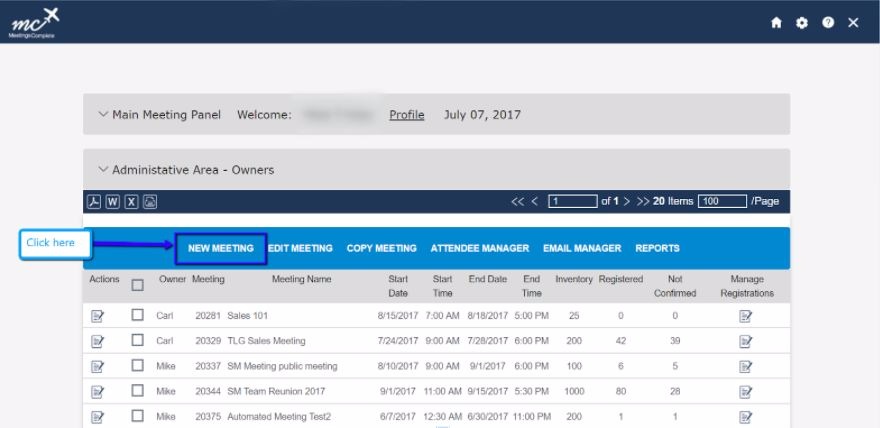 mc
MeetingsComplete
Main Meeting Panel Welcome: Profile July 07, 2017
Administative Area - Owners
W X << < 1 of 1 > >> 20 Items 100 /Page
Click here
NEW MEETING EDIT MEETING COPY MEETING ATTENDEE MANAGER EMAIL MANAGER REPORTS
Actions Owner Meeting Meeting Name Start Date Start Time End Date End Time Inventory Registered Not Confirmed Manage Registrations
Carl 20281 Sales 101 8/15/2017 7:00 AM 8/18/2017 5:00 PM 25 0 0
Carl 20329 TLG Sales Meeting 7/24/2017 9:00 AM 7/28/2017 6:00 PM 200 42 39
Mike 20337 SM Meeting public meeting 8/10/2017 9:00 AM 9/1/2017 6:00 PM 100 6 5
Mike 20344 SM Team Reunion 2017 9/1/2017 11:00 AM 9/15/2017 5:30 PM 1000 80 28
Mike 20375 Automated Meeting Test2 6/7/2017 12:30 AM 6/30/2017 11:00 PM 200 1 1